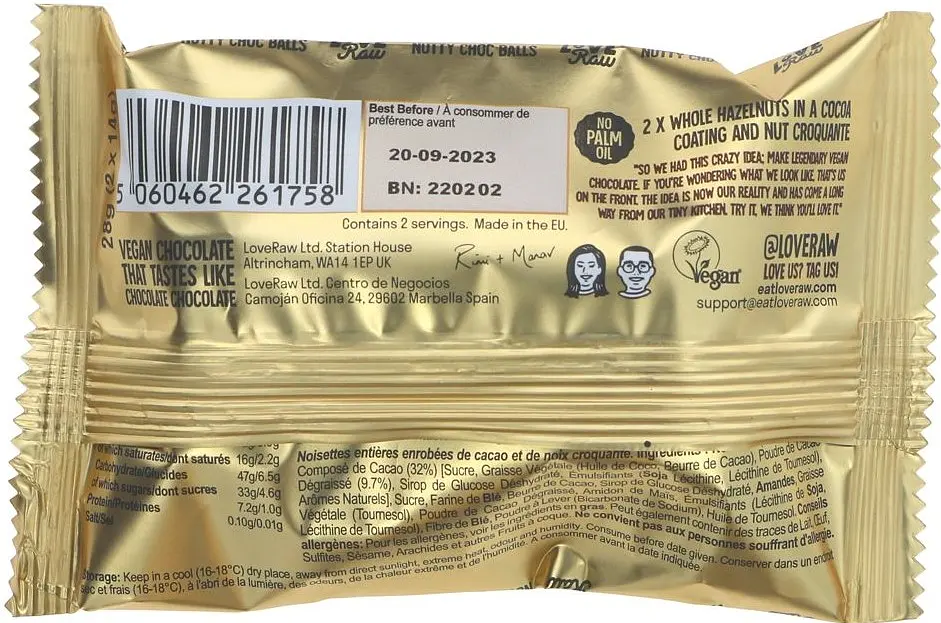 NUTTY CHOC BALLS
LOVE
Raw
NUTTY CHOC BALLS
LOVE
Raw
NUTTY CHO
LOVE
Raw
28g (2 x 14g)
5 060462 261758
Best Before / À consommer de
préférence avant
20-09-2023
BN: 220202
NO
PALM
OIL
2 X WHOLE HAZELNUTS IN A COCOA
COATING AND NUT CROQUANTE
"SO WE HAD THIS CRAZY IDEA; MAKE LEGENDARY VEGAN
CHOCOLATE. IF YOU'RE WONDERING WHAT WE LOOK LIKE, THAT'S US
ON THE FRONT. THE IDEA IS NOW OUR REALITY AND HAS COME A LONG
WAY FROM OUR TINY KITCHEN. TRY IT, WE THINK YOU'LL LOVE IT."
Contains 2 servings. Made in the EU.
VEGAN CHOCOLATE
THAT TASTES LIKE
CHOCOLATE CHOCOLATE
LoveRaw Ltd. Station House
Altrincham, WA14 1EP UK
LoveRaw Ltd. Centro de Negocios
Camoján Oficina 24, 29602 Marbella Spain
Rimi + Manav
Vegan
@LOVERAW
LOVE US? TAG US!
eatloveraw.com
support@eatloveraw.com
of which saturates/dont saturés 16g/2.2g
Carbohydrate/Glucides 47g/6.5g
of which sugars/dont sucres 33g/4.6g
Protein/Protéines 7.2g/1.0g
Salt/Sel 0.10g/0.01g
Noisettes entières enrobées de cacao et de noix croquante.
Composé de Cacao (32%) [Sucre, Graisse Végétale (Huile de Coco, Beurre de Cacao), Poudre de Cacao
Dégraissé (9.7%), Sirop de Glucose Déshydraté, Emulsifiants (Soja Lécithine, Lécithine de Tournesol),
Arômes Naturels], Sucre, Farine de Blé, Beurre de Cacao, Sirop de Glucose Déshydraté, Amandes, Graisse
Végétale (Tournesol), Poudre de Cacao Dégraissé, Amidon de Maïs, Emulsifiants (Lécithine de Soja,
Lécithine de Tournesol), Fibre de Blé, Poudre à Lever (Bicarbonate de Sodium), Huile de Tournesol. Conseils
allergènes: Pour les allergènes, voir les ingrédients en gras. Peut également contenir des traces de Lait, Œuf,
Sulfites, Sésame, Arachides et autres Fruits à coque. Ne convient pas aux personnes souffrant d'allergie.
Storage: Keep in a cool (16-18°C) dry place, away from direct sunlight, extreme heat, odour and humidity. Consume before date given. Conserver dans un endroit
sec et frais (16-18°C), à l'abri de la lumière, des odeurs, de la chaleur extrême et de l'humidité. A consommer avant la date indiquée.
Raw